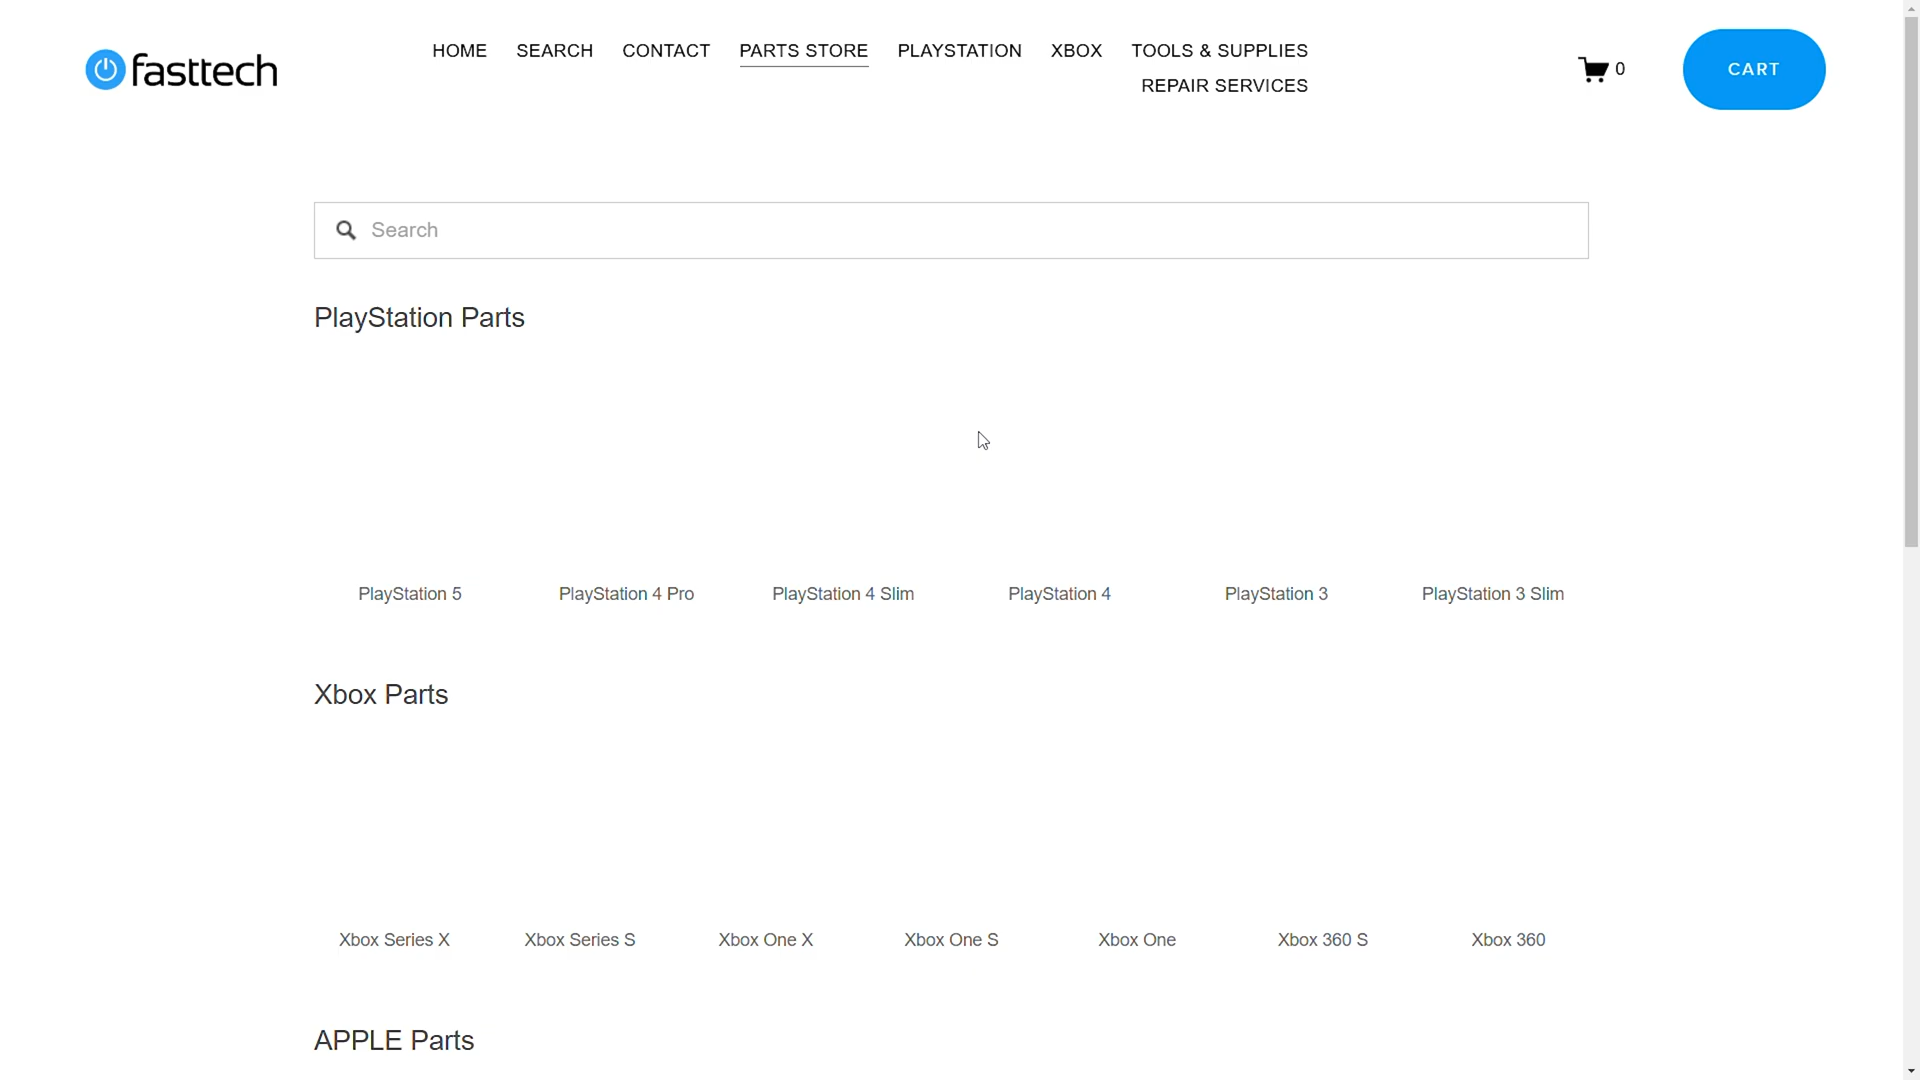 fasttech
HOME SEARCH CONTACT PARTS STORE PLAYSTATION XBOX TOOLS & SUPPLIES
REPAIR SERVICES
0
CART
Search
PlayStation Parts
PlayStation 5 PlayStation 4 Pro PlayStation 4 Slim PlayStation 4 PlayStation 3 PlayStation 3 Slim
Xbox Parts
Xbox Series X Xbox Series S Xbox One X Xbox One S Xbox One Xbox 360 S Xbox 360
APPLE Parts